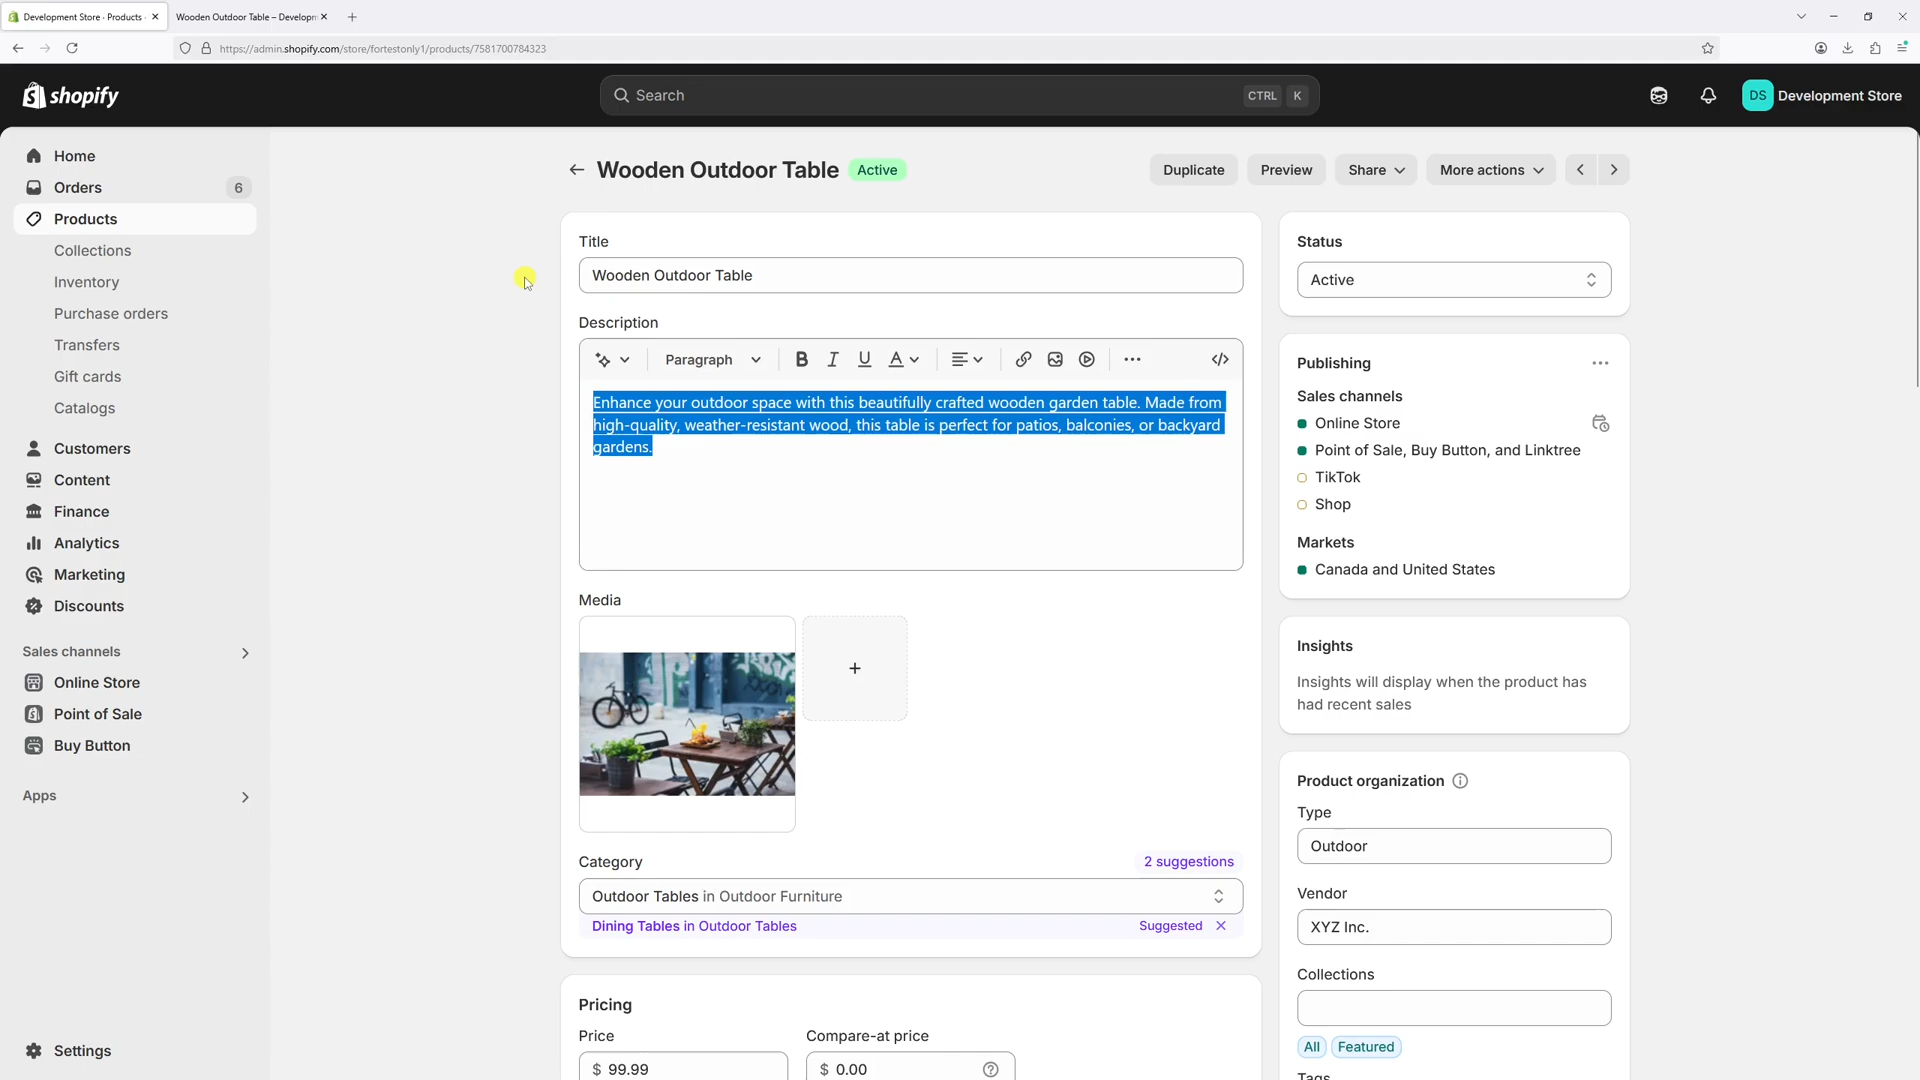 Development Store · Products ·
Wooden Outdoor Table – Developm
https://admin.shopify.com/store/fortestonly1/products/7581700784323
shopify
Search
CTRL K
DS Development Store
Home
Orders 6
Products
Collections
Inventory
Purchase orders
Transfers
Gift cards
Catalogs
Customers
Content
Finance
Analytics
Marketing
Discounts
Sales channels
Online Store
Point of Sale
Buy Button
Apps
Settings
Wooden Outdoor Table Active
Duplicate Preview Share More actions
Title
Wooden Outdoor Table
Description
Paragraph B I U A
Enhance your outdoor space with this beautifully crafted wooden garden table. Made from
high-quality, weather-resistant wood, this table is perfect for patios, balconies, or backyard
gardens.
Media
Category 2 suggestions
Outdoor Tables in Outdoor Furniture
Dining Tables in Outdoor Tables Suggested
Pricing
Price Compare-at price
$ 99.99 $ 0.00
Status
Active
Publishing
Sales channels
Online Store
Point of Sale, Buy Button, and Linktree
TikTok
Shop
Markets
Canada and United States
Insights
Insights will display when the product has
had recent sales
Product organization
Type
Outdoor
Vendor
XYZ Inc.
Collections
All Featured
Tags